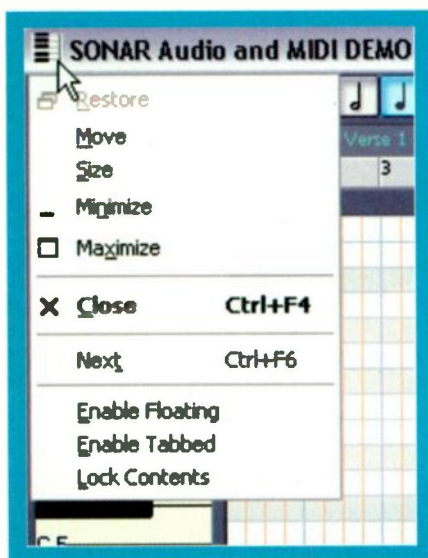 SONAR Audio and MIDI DEMO
Restore
Move
Verse 1
Size
3
Minimize
Maximize
Close Ctrl+F4
Next Ctrl+F6
Enable Floating
Enable Tabbed
Lock Contents
C 5